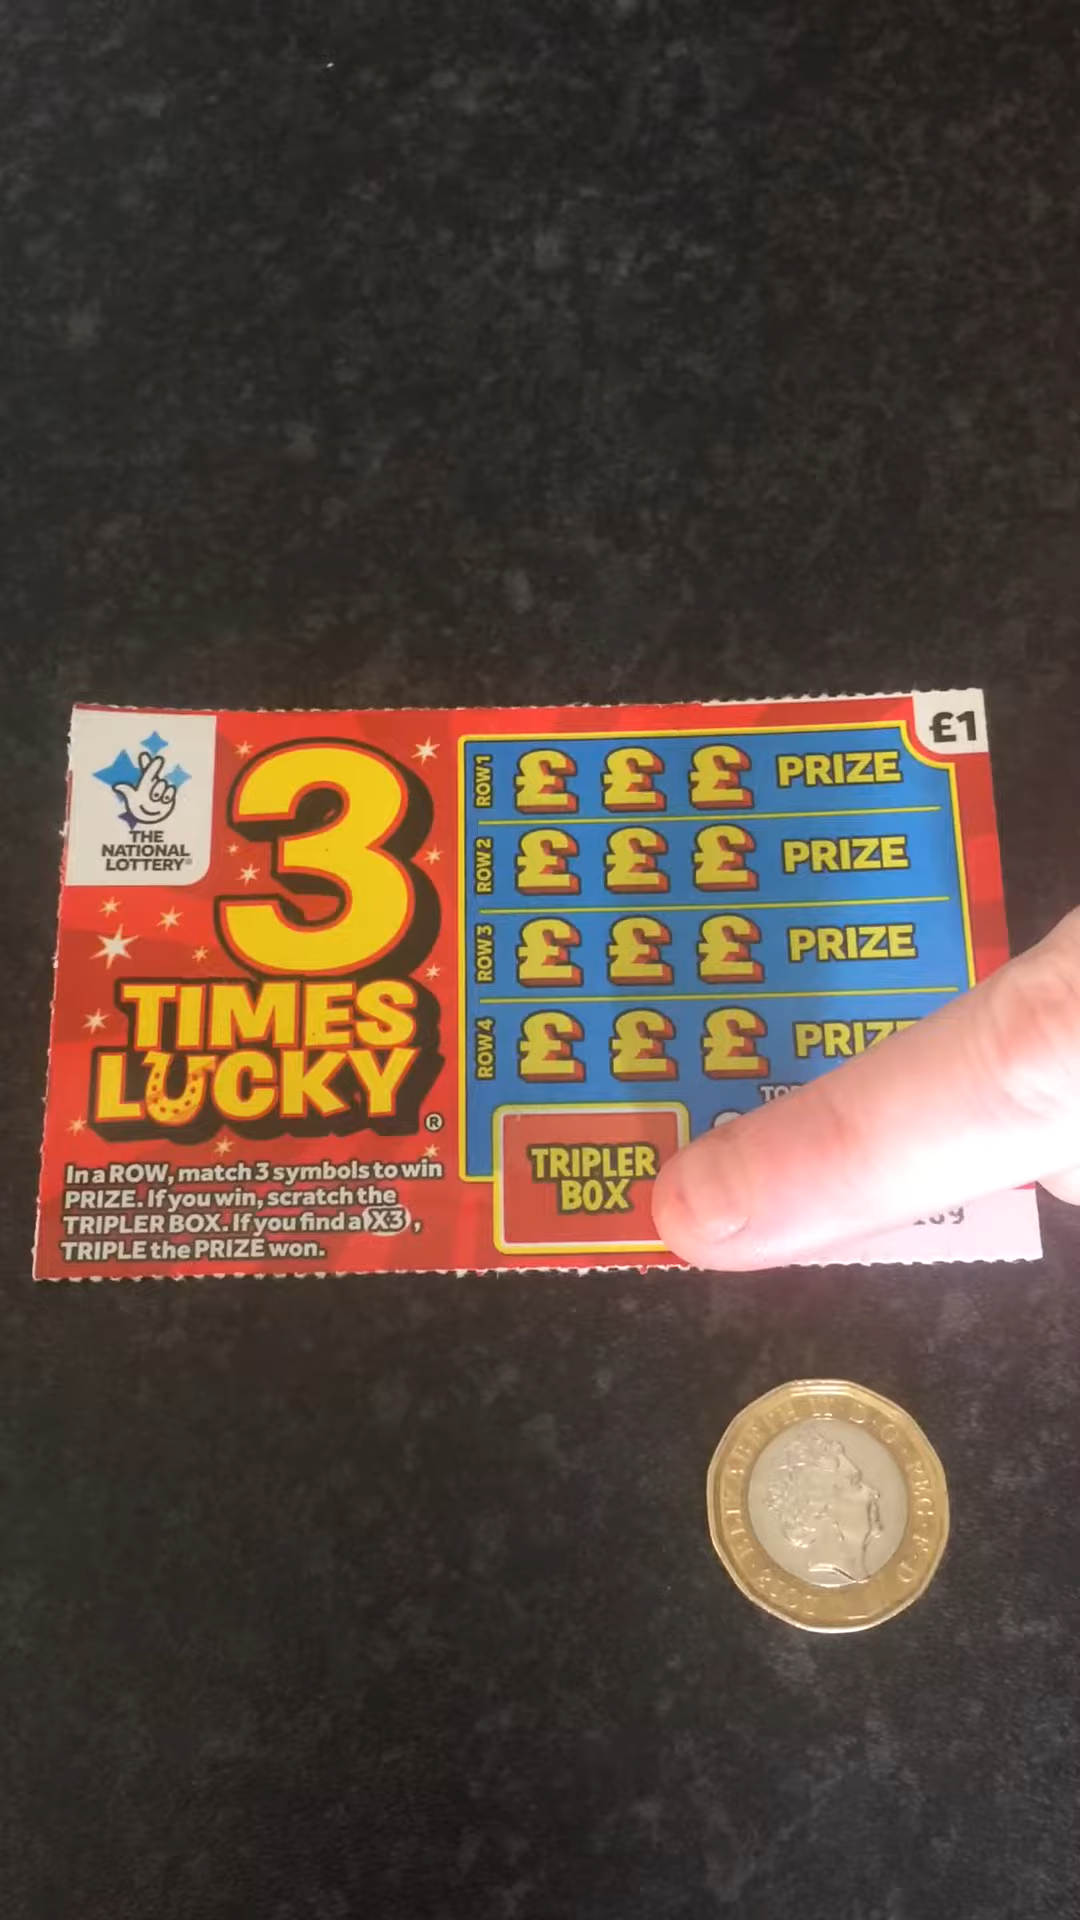 £1
THE
NATIONAL
LOTTERY®
3
TIMES
LUCKY®
In a ROW, match 3 symbols to win
PRIZE. If you win, scratch the
TRIPLER BOX. If you find a X3,
TRIPLE the PRIZE won.
ROW 1 £ £ £ PRIZE
ROW 2 £ £ £ PRIZE
ROW 3 £ £ £ PRIZE
ROW 4 £ £ £
TRIPLER
BOX